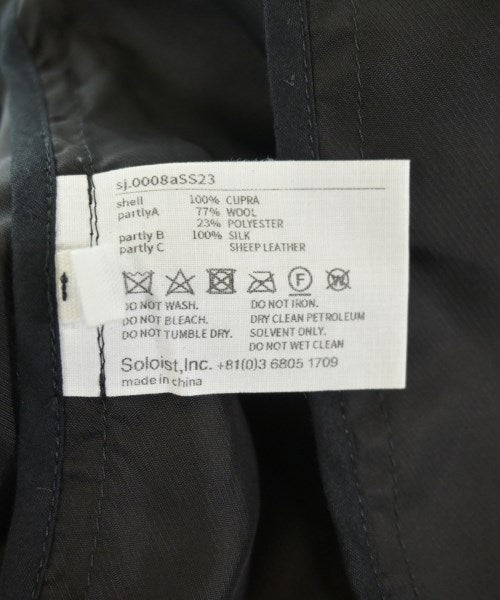 sj.0008aSS23
shell 100% CUPRA
partlyA 77% WOOL
23% POLYESTER
partly B 100% SILK
partly C SHEEP LEATHER
F W
DO NOT WASH. DO NOT IRON.
DO NOT BLEACH. DRY CLEAN PETROLEUM
DO NOT TUMBLE DRY. SOLVENT ONLY.
DO NOT WET CLEAN
Soloist,Inc. +81(0)3 6805 1709
made in china